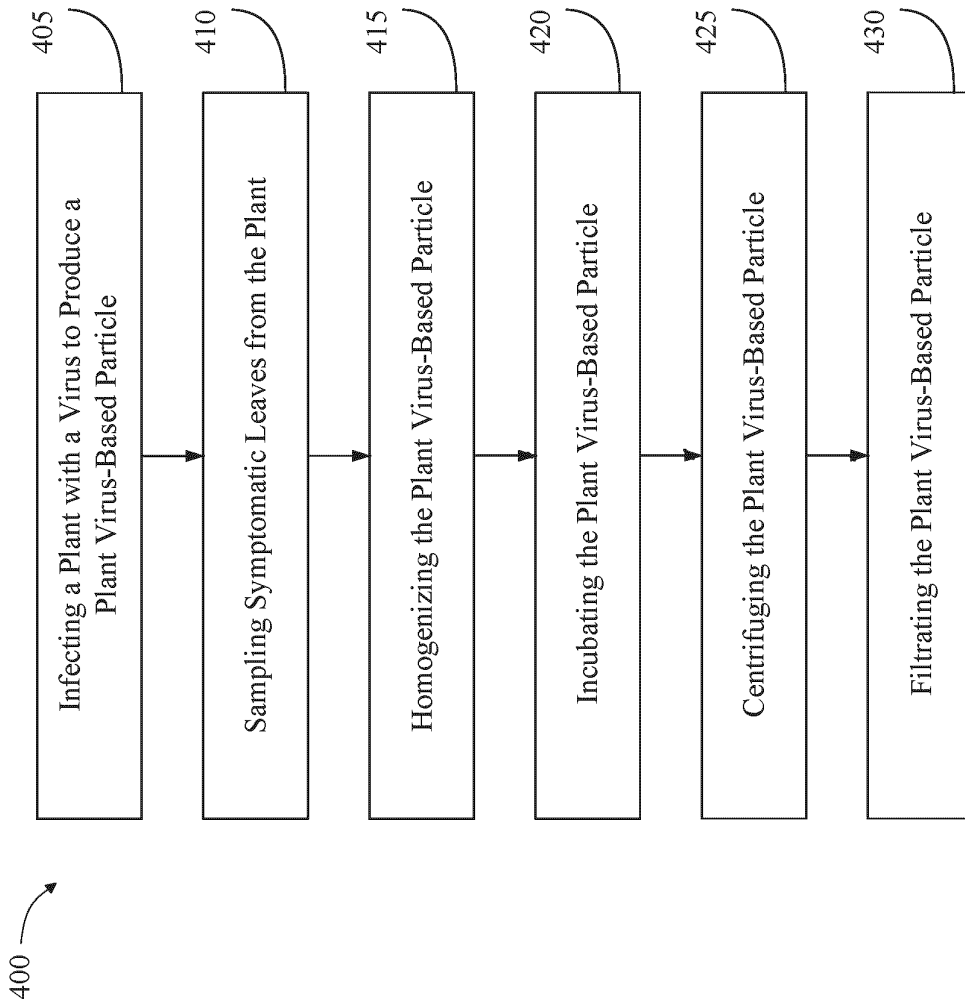 400
405
Infecting a Plant with a Virus to Produce a
Plant Virus-Based Particle
410
Sampling Symptomatic Leaves from the Plant
415
Homogenizing the Plant Virus-Based Particle
420
Incubating the Plant Virus-Based Particle
425
Centrifuging the Plant Virus-Based Particle
430
Filtrating the Plant Virus-Based Particle